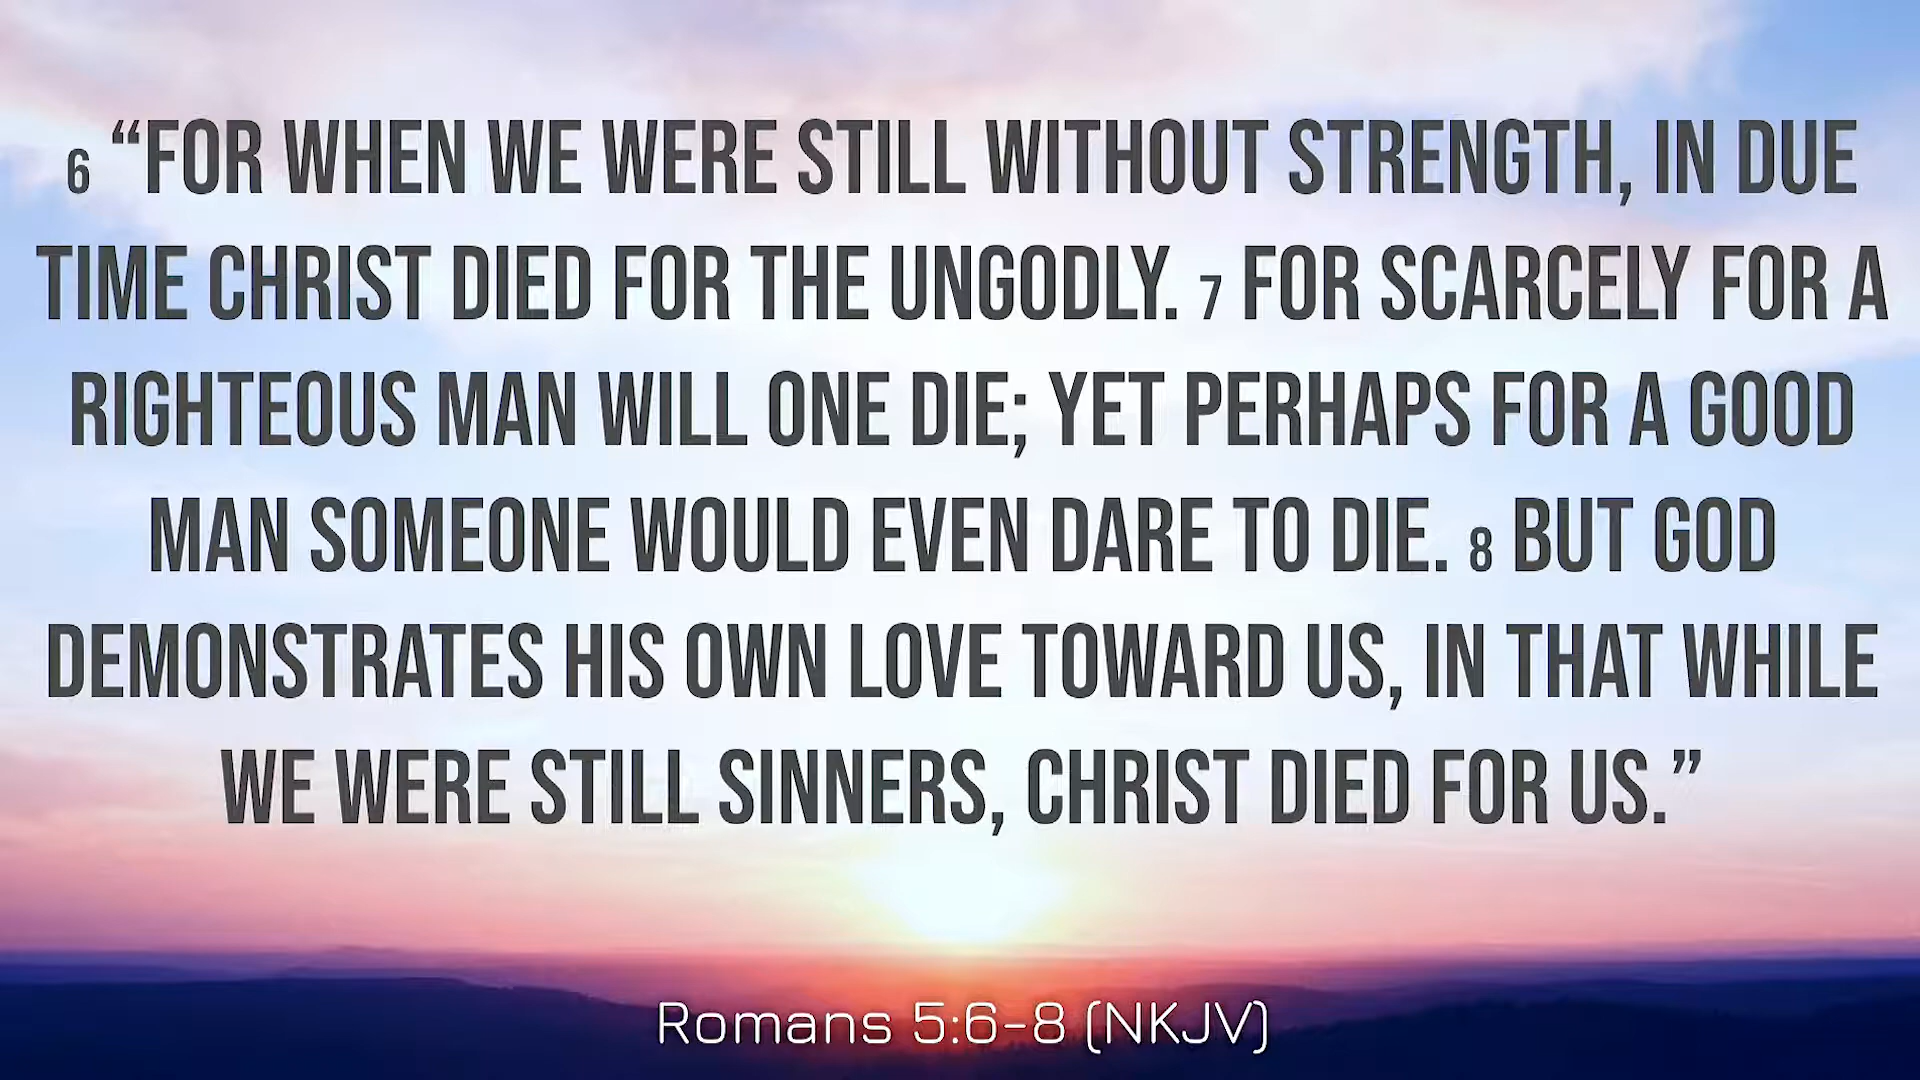 6 “FOR WHEN WE WERE STILL WITHOUT STRENGTH, IN DUE
TIME CHRIST DIED FOR THE UNGODLY. 7 FOR SCARCELY FOR A
RIGHTEOUS MAN WILL ONE DIE; YET PERHAPS FOR A GOOD
MAN SOMEONE WOULD EVEN DARE TO DIE. 8 BUT GOD
DEMONSTRATES HIS OWN LOVE TOWARD US, IN THAT WHILE
WE WERE STILL SINNERS, CHRIST DIED FOR US.”
Romans 5:6-8 (NKJV)